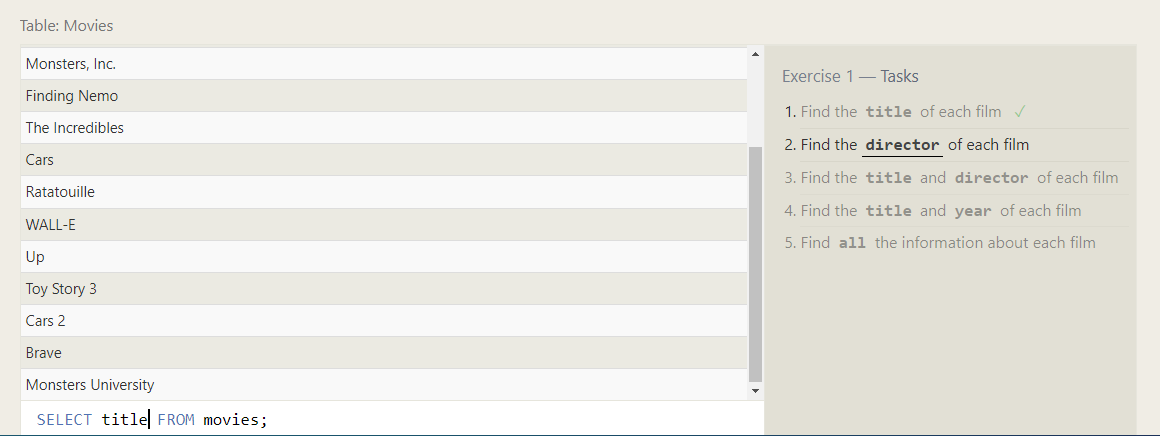 Table: Movies
Monsters, Inc.
Finding Nemo
The Incredibles
Cars
Ratatouille
WALL-E
Up
Toy Story 3
Cars 2
Brave
Monsters University
SELECT title FROM movies;
Exercise 1 — Tasks
1. Find the title of each film ✓
2. Find the director of each film
3. Find the title and director of each film
4. Find the title and year of each film
5. Find all the information about each film